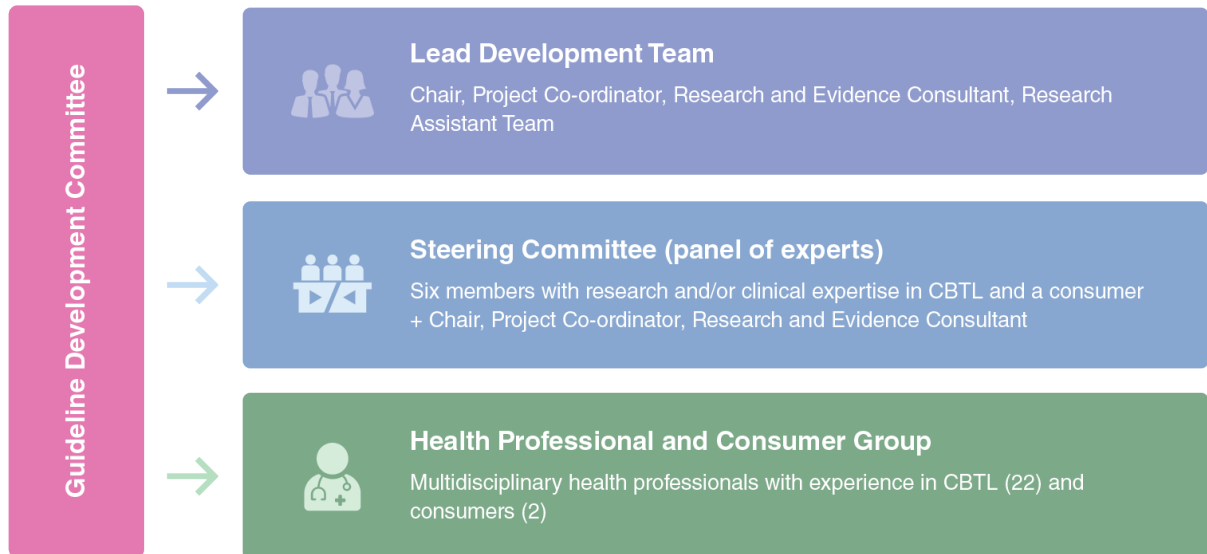 Guideline Development Committee
Lead Development Team
Chair, Project Co-ordinator, Research and Evidence Consultant, Research
Assistant Team
Steering Committee (panel of experts)
Six members with research and/or clinical expertise in CBTL and a consumer
+ Chair, Project Co-ordinator, Research and Evidence Consultant
Health Professional and Consumer Group
Multidisciplinary health professionals with experience in CBTL (22) and
consumers (2)